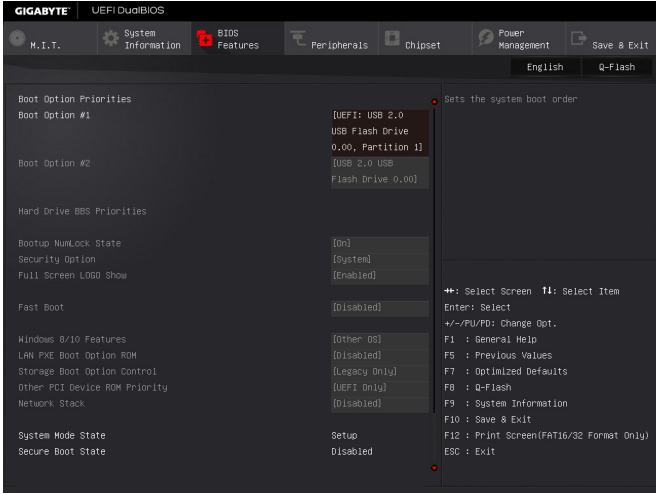 GIGABYTE™ UEFI DualBIOS
M.I.T.
System Information
BIOS Features
Peripherals
Chipset
Power Management
Save & Exit
English Q-Flash
Boot Option Priorities
Boot Option #1 [UEFI: USB 2.0
USB Flash Drive
0.00, Partition 1]
Boot Option #2 [USB 2.0 USB
Flash Drive 0.00]
Hard Drive BBS Priorities
Bootup NumLock State [On]
Security Option [System]
Full Screen LOGO Show [Enabled]
Fast Boot [Disabled]
Windows 8/10 Features [Other OS]
LAN PXE Boot Option ROM [Disabled]
Storage Boot Option Control [Legacy Only]
Other PCI Device ROM Priority [UEFI Only]
Network Stack [Disabled]
System Mode State Setup
Secure Boot State Disabled
Sets the system boot order
→←: Select Screen ↑↓: Select Item
Enter: Select
+/-/PU/PD: Change Opt.
F1 : General Help
F5 : Previous Values
F7 : Optimized Defaults
F8 : Q-Flash
F9 : System Information
F10 : Save & Exit
F12 : Print Screen(FAT16/32 Format Only)
ESC : Exit